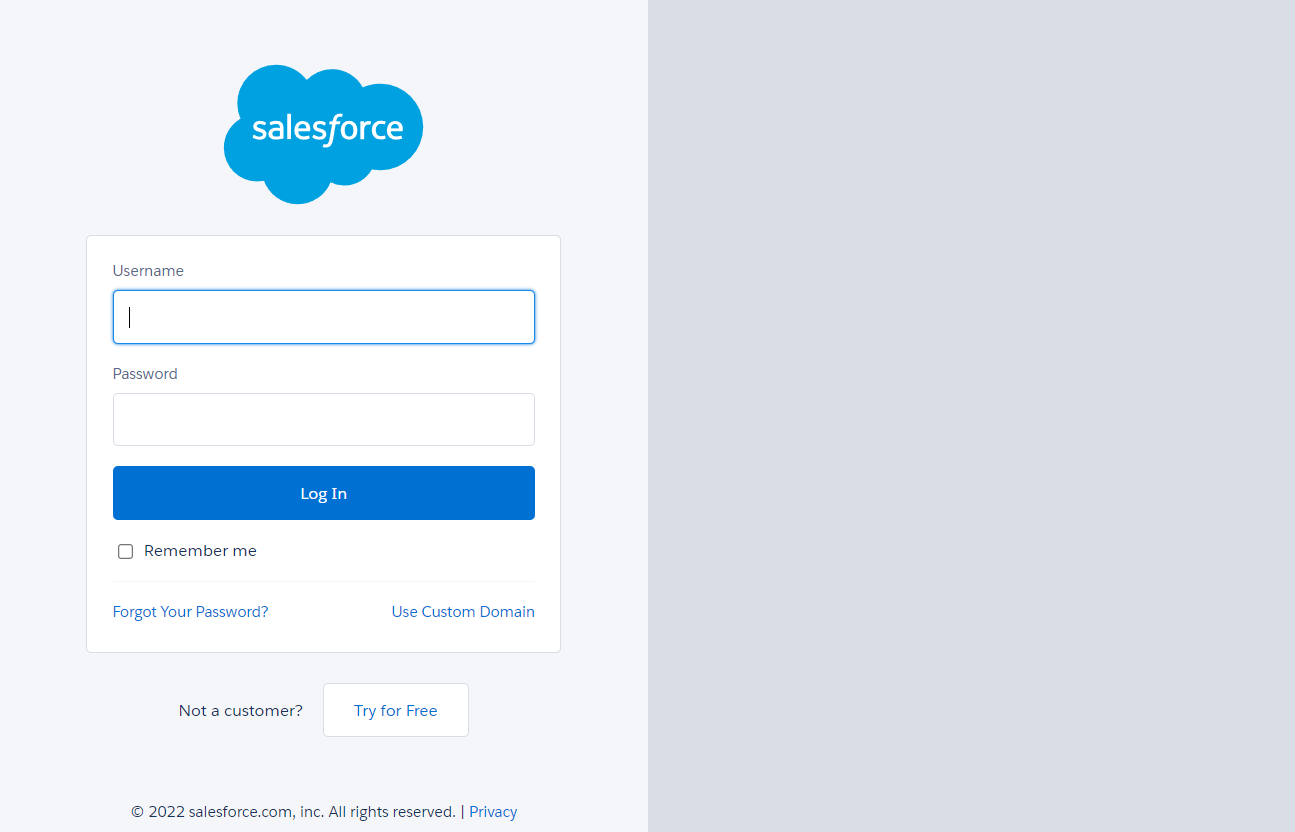 salesforce
Username
Password
Log In
Remember me
Forgot Your Password? Use Custom Domain
Not a customer? Try for Free
© 2022 salesforce.com, inc. All rights reserved. | Privacy